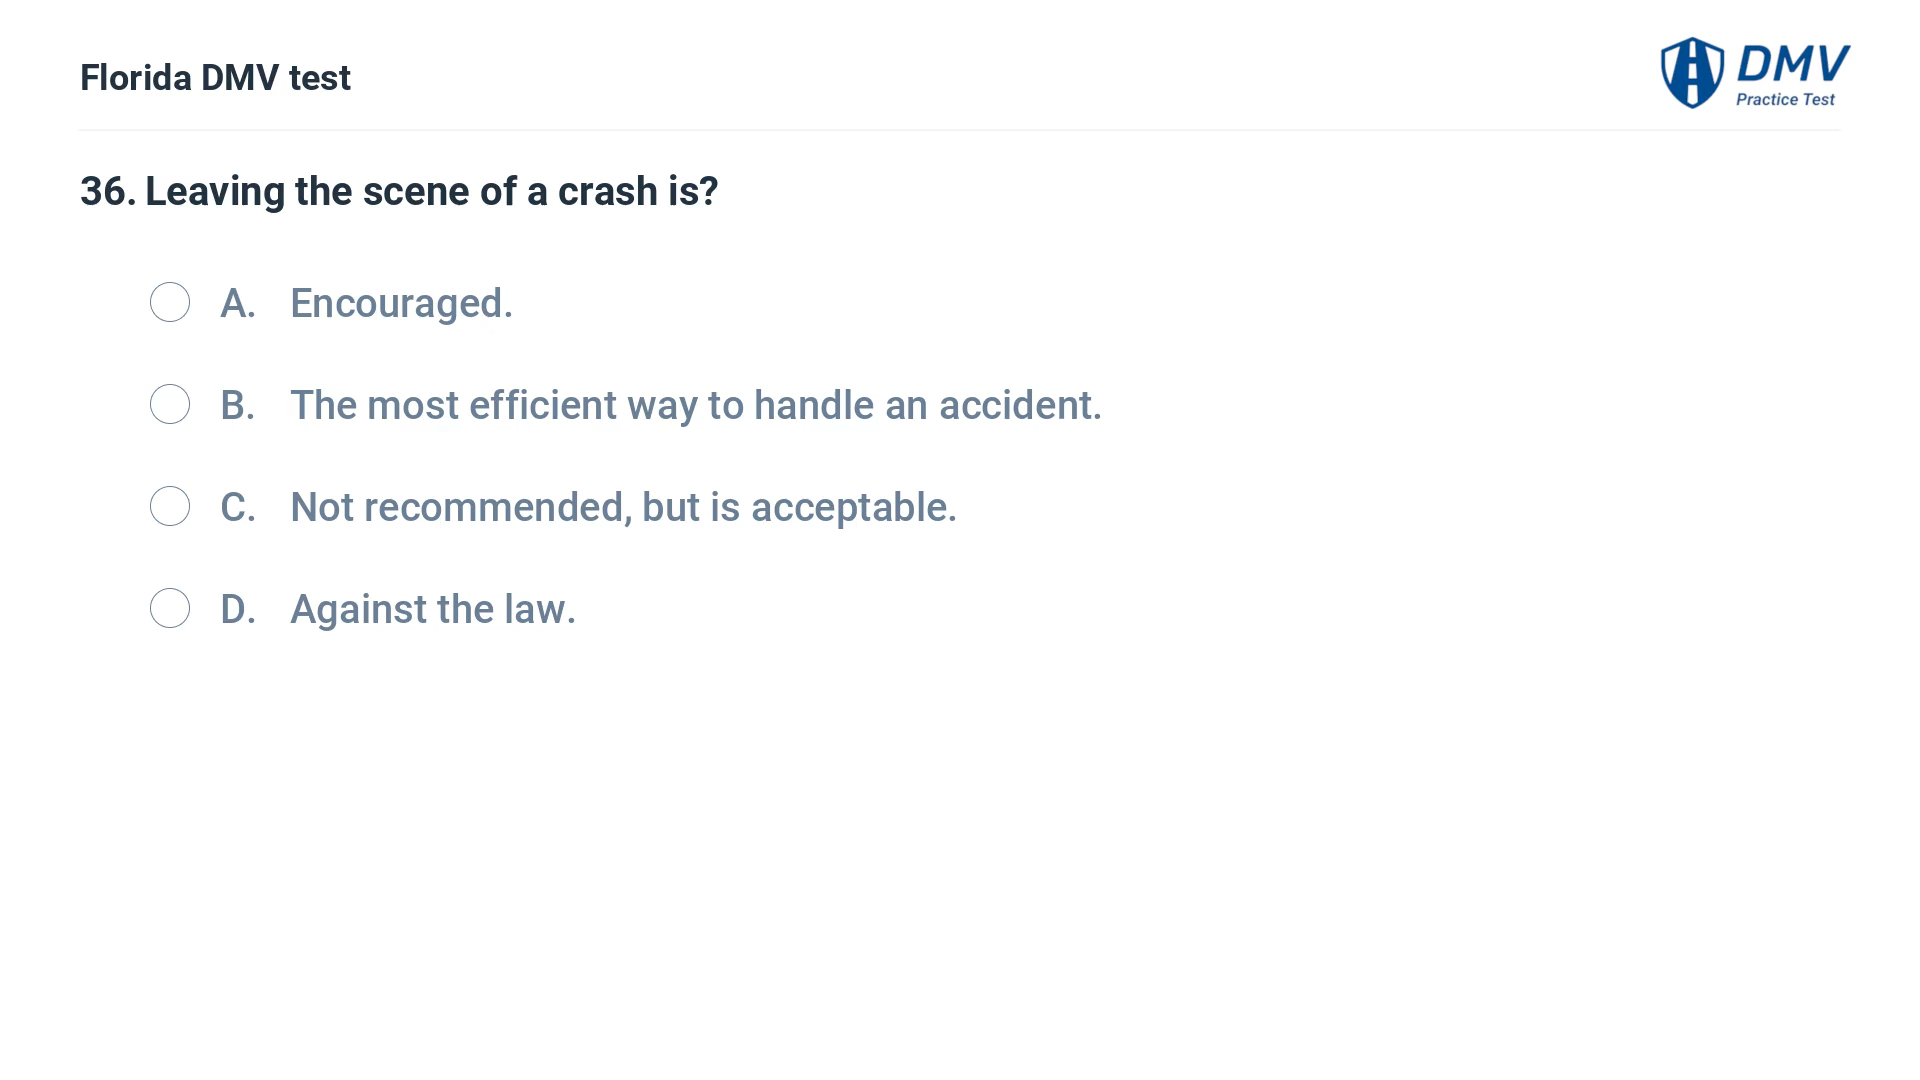 Florida DMV test
DMV
Practice Test
36. Leaving the scene of a crash is?
A. Encouraged.
B. The most efficient way to handle an accident.
C. Not recommended, but is acceptable.
D. Against the law.